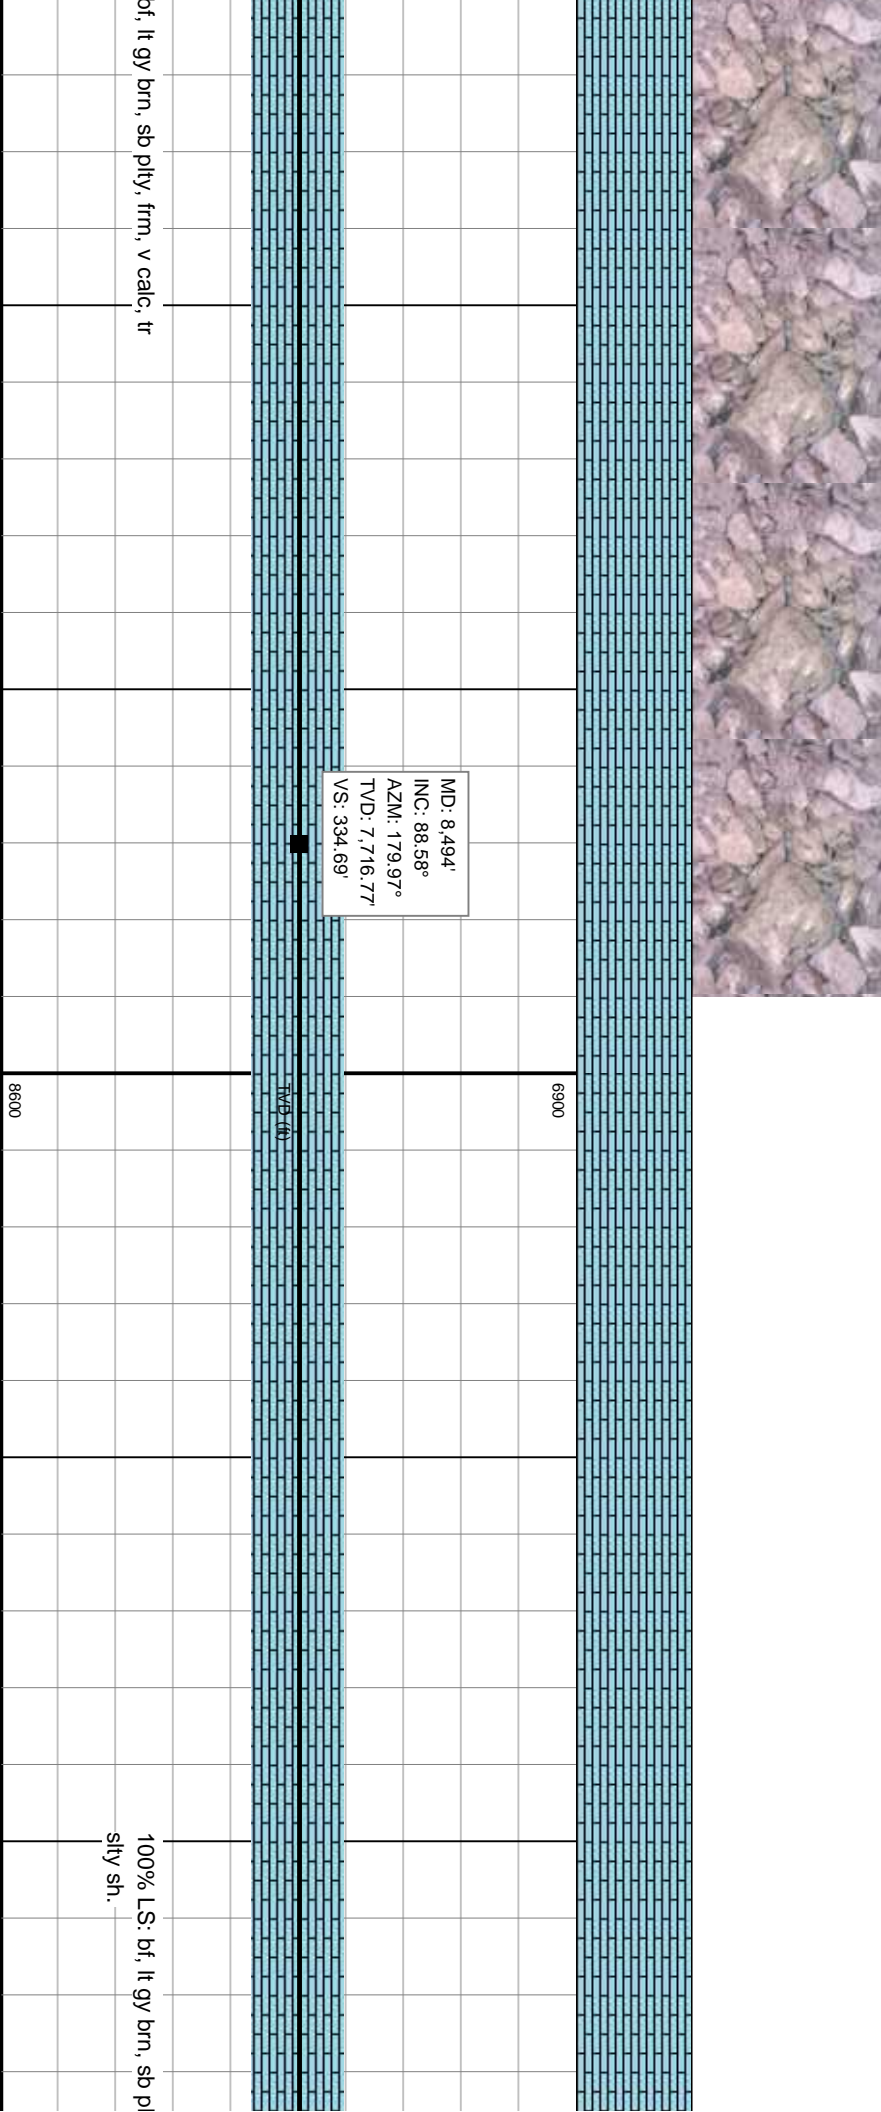 bf, lt gy brn, sb plty, frm, v calc, tr
MD: 8,494'
INC: 88.58°
AZM: 179.97°
TVD: 7,716.77'
VS: 334.69'
6900
TVD (ft)
8600
100% LS: bf, lt gy brn, sb pl
slty sh.